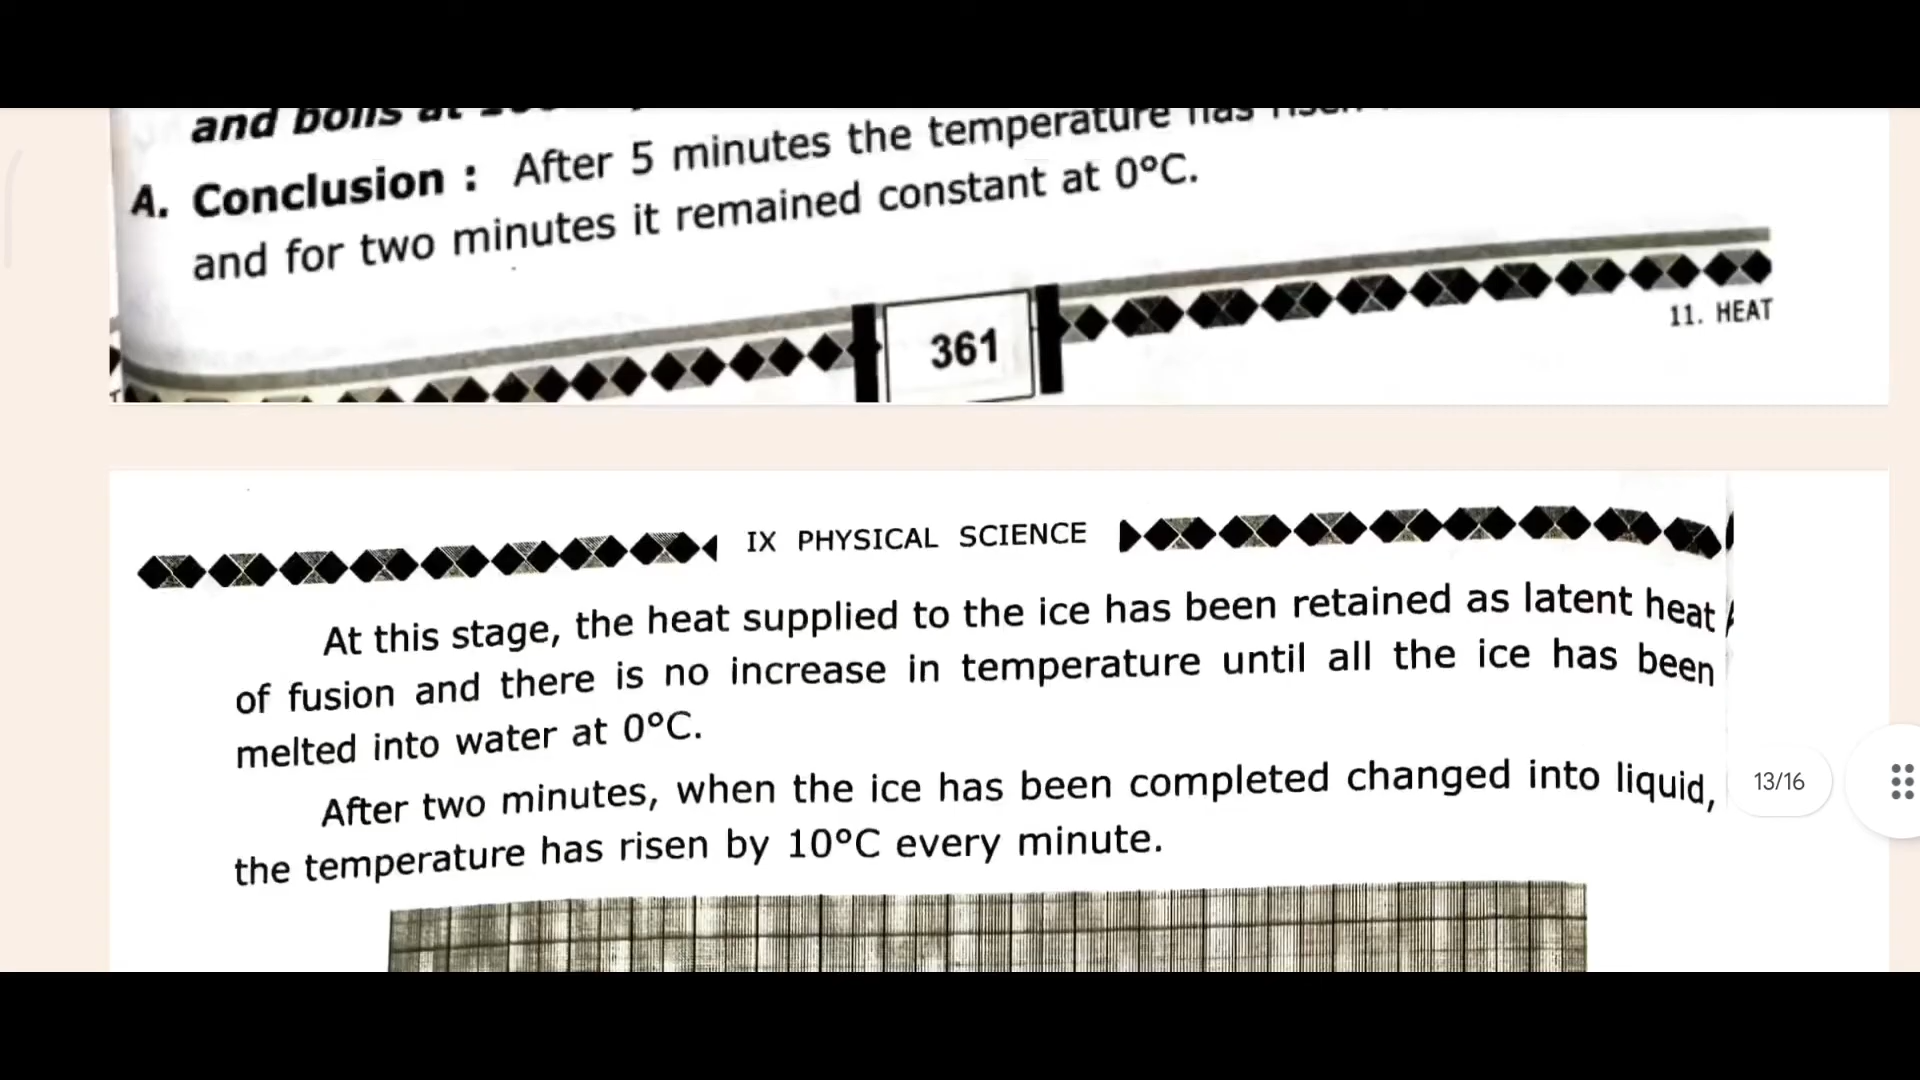 and boils at
A. Conclusion : After 5 minutes the temperature has risen
and for two minutes it remained constant at 0°C.
361
11. HEAT
IX PHYSICAL SCIENCE
At this stage, the heat supplied to the ice has been retained as latent heat
of fusion and there is no increase in temperature until all the ice has been
melted into water at 0°C.
After two minutes, when the ice has been completed changed into liquid,
the temperature has risen by 10°C every minute.
13/16